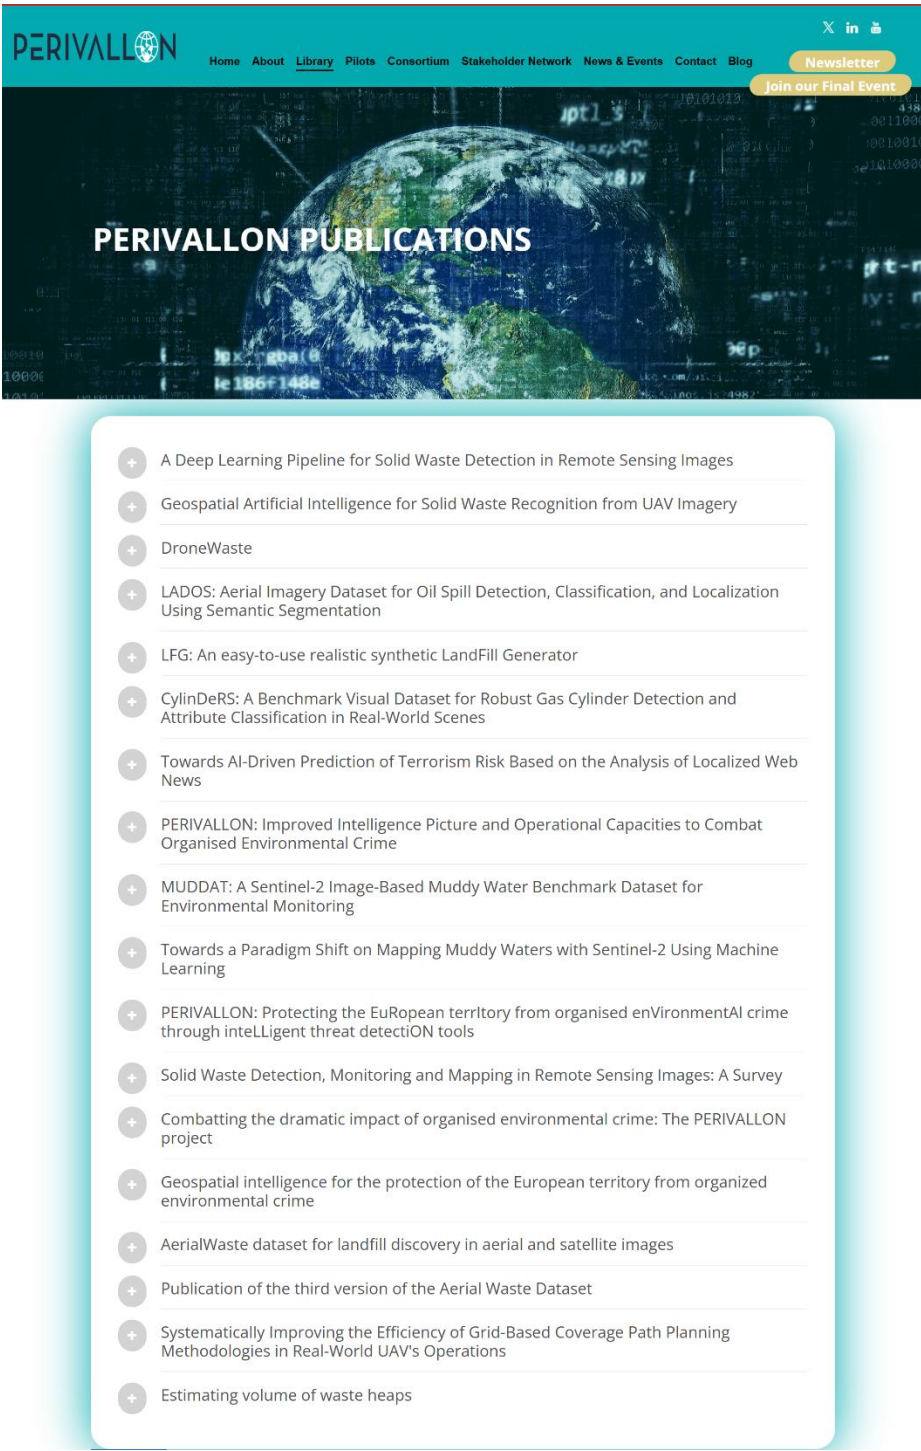 PERIVALLON
Home About Library Pilots Consortium Stakeholder Network News & Events Contact Blog
Newsletter
Join our Final Event
PERIVALLON PUBLICATIONS
A Deep Learning Pipeline for Solid Waste Detection in Remote Sensing Images
Geospatial Artificial Intelligence for Solid Waste Recognition from UAV Imagery
DroneWaste
LADOS: Aerial Imagery Dataset for Oil Spill Detection, Classification, and Localization
Using Semantic Segmentation
LFG: An easy-to-use realistic synthetic LandFill Generator
CylinDeRS: A Benchmark Visual Dataset for Robust Gas Cylinder Detection and
Attribute Classification in Real-World Scenes
Towards AI-Driven Prediction of Terrorism Risk Based on the Analysis of Localized Web
News
PERIVALLON: Improved Intelligence Picture and Operational Capacities to Combat
Organised Environmental Crime
MUDDAT: A Sentinel-2 Image-Based Muddy Water Benchmark Dataset for
Environmental Monitoring
Towards a Paradigm Shift on Mapping Muddy Waters with Sentinel-2 Using Machine
Learning
PERIVALLON: Protecting the EuRopean terrItory from organised enVironmentAl crime
through inteLLigent threat detectiON tools
Solid Waste Detection, Monitoring and Mapping in Remote Sensing Images: A Survey
Combatting the dramatic impact of organised environmental crime: The PERIVALLON
project
Geospatial intelligence for the protection of the European territory from organized
environmental crime
AerialWaste dataset for landfill discovery in aerial and satellite images
Publication of the third version of the Aerial Waste Dataset
Systematically Improving the Efficiency of Grid-Based Coverage Path Planning
Methodologies in Real-World UAV's Operations
Estimating volume of waste heaps